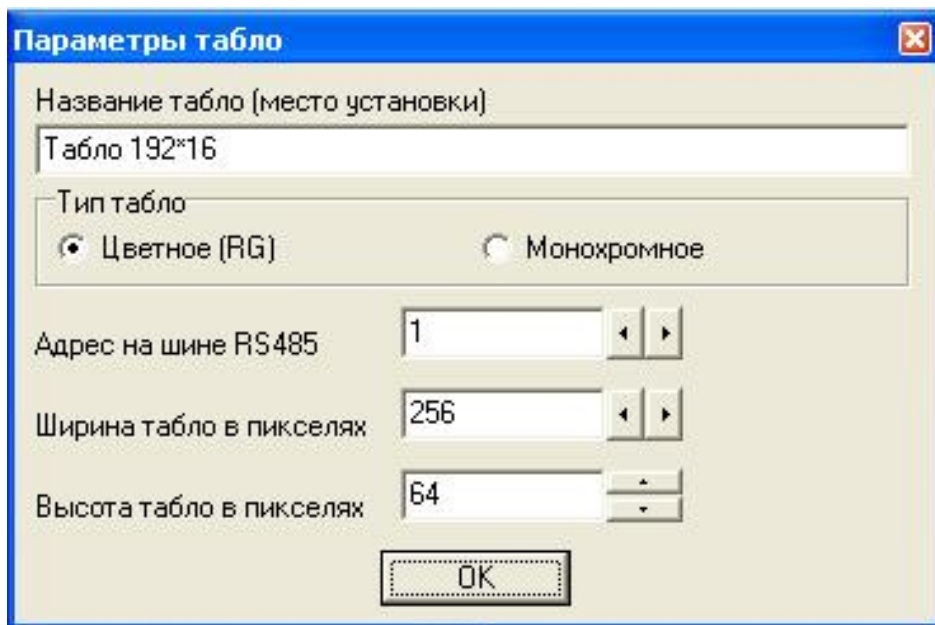 Параметры табло
Название табло (место установки)
Табло 192*16
Тип табло
Цветное (RG)
Монохромное
Адрес на шине RS485
1
Ширина табло в пикселях
256
Высота табло в пикселях
64
OK